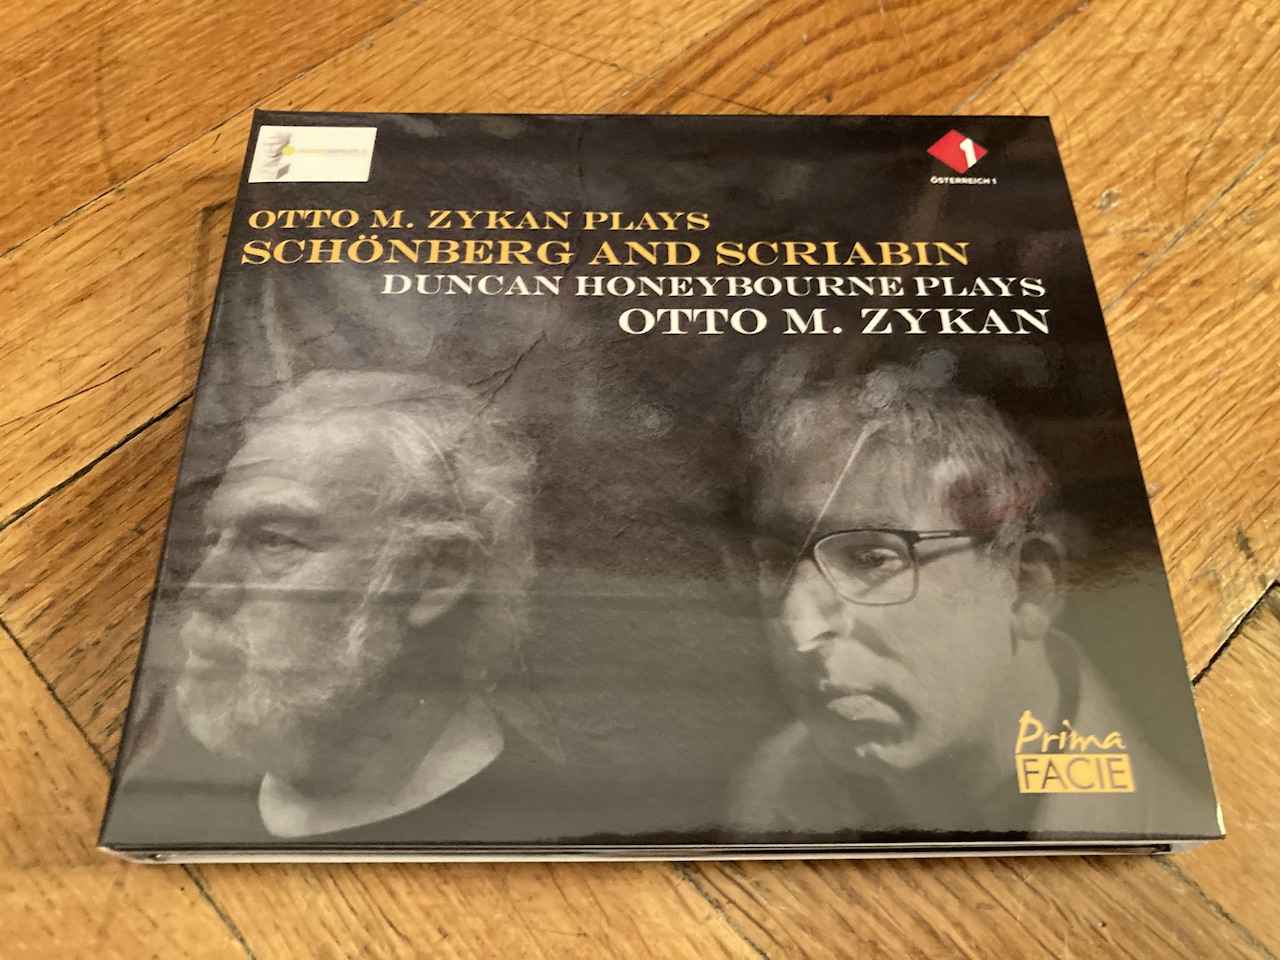 1
ÖSTERREICH 1
OTTO M. ZYKAN PLAYS
SCHÖNBERG AND SCRIABIN
DUNCAN HONEYBOURNE PLAYS
OTTO M. ZYKAN
Prima
FACIE